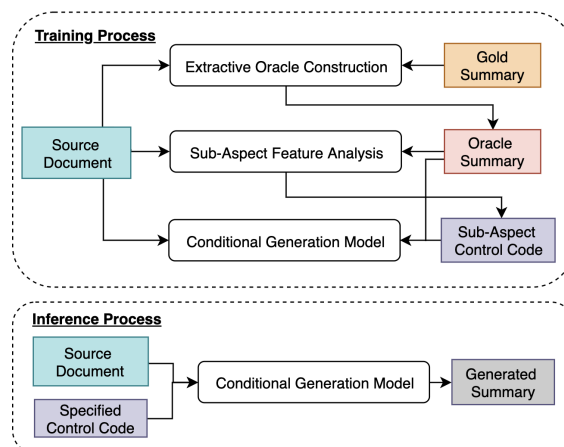 Training Process
Extractive Oracle Construction
Gold
Summary
Source
Document
Sub-Aspect Feature Analysis
Oracle
Summary
Conditional Generation Model
Sub-Aspect
Control Code
Inference Process
Source
Document
Specified
Control Code
Conditional Generation Model
Generated
Summary